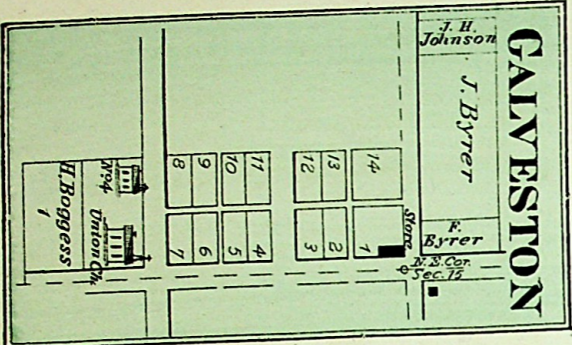 GALVESTON
J. H.
Johnson
J. Byrer
F.
Byrer
N.E. Cor.
Sec. 15
Store
14
13
12
11
10
9
8
1
2
3
4
5
6
7
No 4
Union Ch.
H. Boggess
1